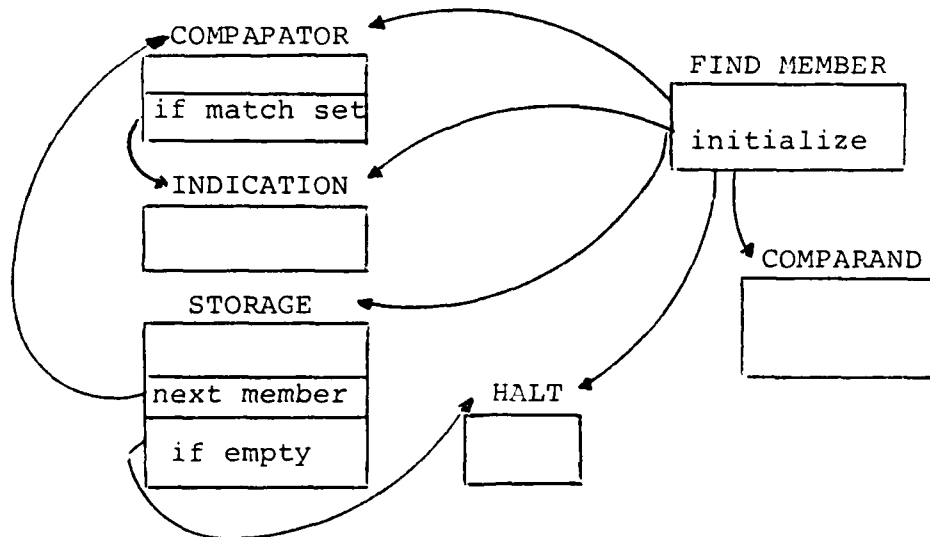 COMPAPATOR
if match set
FIND MEMBER
initialize
INDICATION
COMPARAND
STORAGE
next member
if empty
HALT